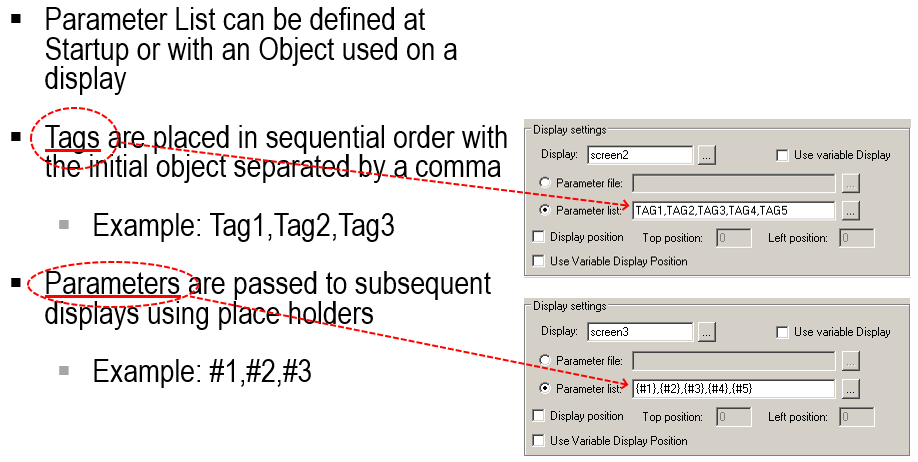 Parameter List can be defined at
Startup or with an Object used on a
display
Tags are placed in sequential order with
the initial object separated by a comma
Example: Tag1,Tag2,Tag3
Parameters are passed to subsequent
displays using place holders
Example: #1,#2,#3
Display settings
Display: screen2 ... Use variable Display
Parameter file: ...
Parameter list: TAG1,TAG2,TAG3,TAG4,TAG5 ...
Display position Top position: 0 Left position: 0
Use Variable Display Position
Display settings
Display: screen3 ... Use variable Display
Parameter file: ...
Parameter list: {#1},{#2},{#3},{#4},{#5} ...
Display position Top position: 0 Left position: 0
Use Variable Display Position